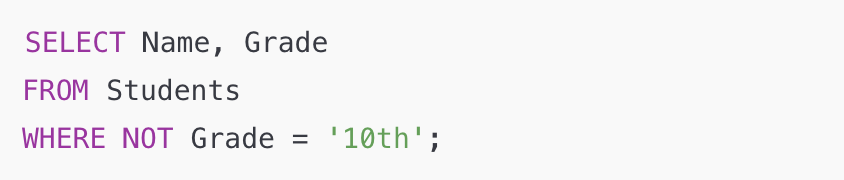 SELECT Name, Grade
FROM Students
WHERE NOT Grade = '10th';